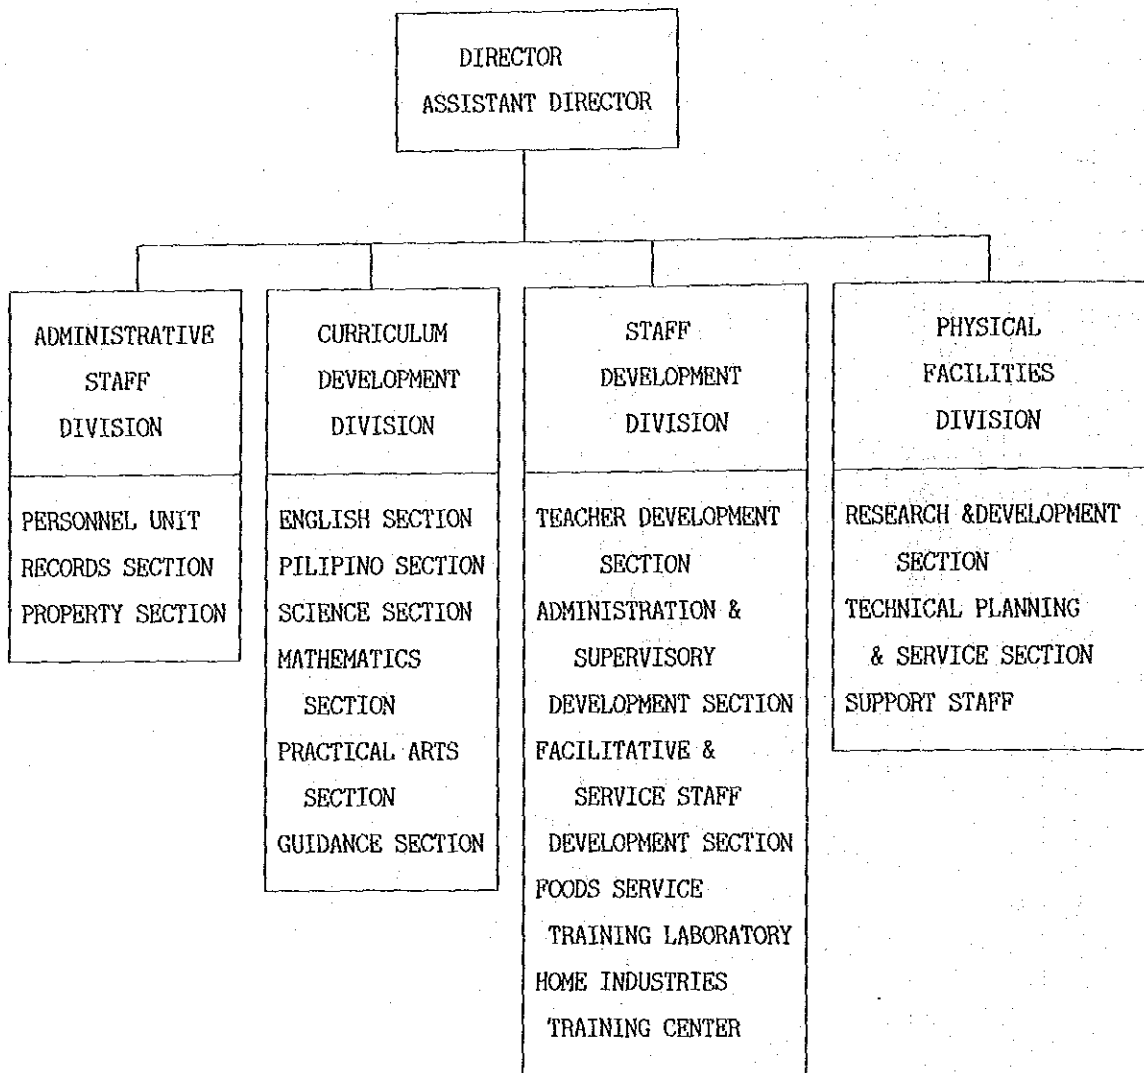 DIRECTOR
ASSISTANT DIRECTOR
ADMINISTRATIVE
STAFF
DIVISION
PERSONNEL UNIT
RECORDS SECTION
PROPERTY SECTION
CURRICULUM
DEVELOPMENT
DIVISION
ENGLISH SECTION
PILIPINO SECTION
SCIENCE SECTION
MATHEMATICS
SECTION
PRACTICAL ARTS
SECTION
GUIDANCE SECTION
STAFF
DEVELOPMENT
DIVISION
TEACHER DEVELOPMENT
SECTION
ADMINISTRATION &
SUPERVISORY
DEVELOPMENT SECTION
FACILITATIVE &
SERVICE STAFF
DEVELOPMENT SECTION
FOODS SERVICE
TRAINING LABORATORY
HOME INDUSTRIES
TRAINING CENTER
PHYSICAL
FACILITIES
DIVISION
RESEARCH &DEVELOPMENT
SECTION
TECHNICAL PLANNING
& SERVICE SECTION
SUPPORT STAFF